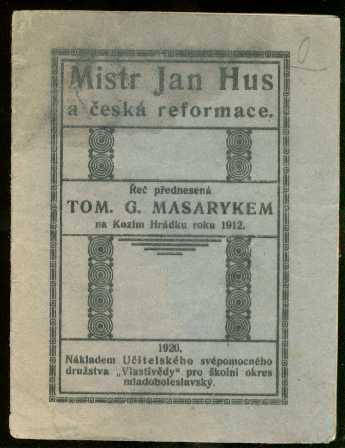 Mistr Jan Hus
a česká reformace.
Řeč přednesená
TOM. G. MASARYKEM
na Kozím Hrádku roku 1912.
1920.
Nákladem Učitelského svépomocného
družstva „Vlastivědy“ pro školní okres
mladoboleslavský.